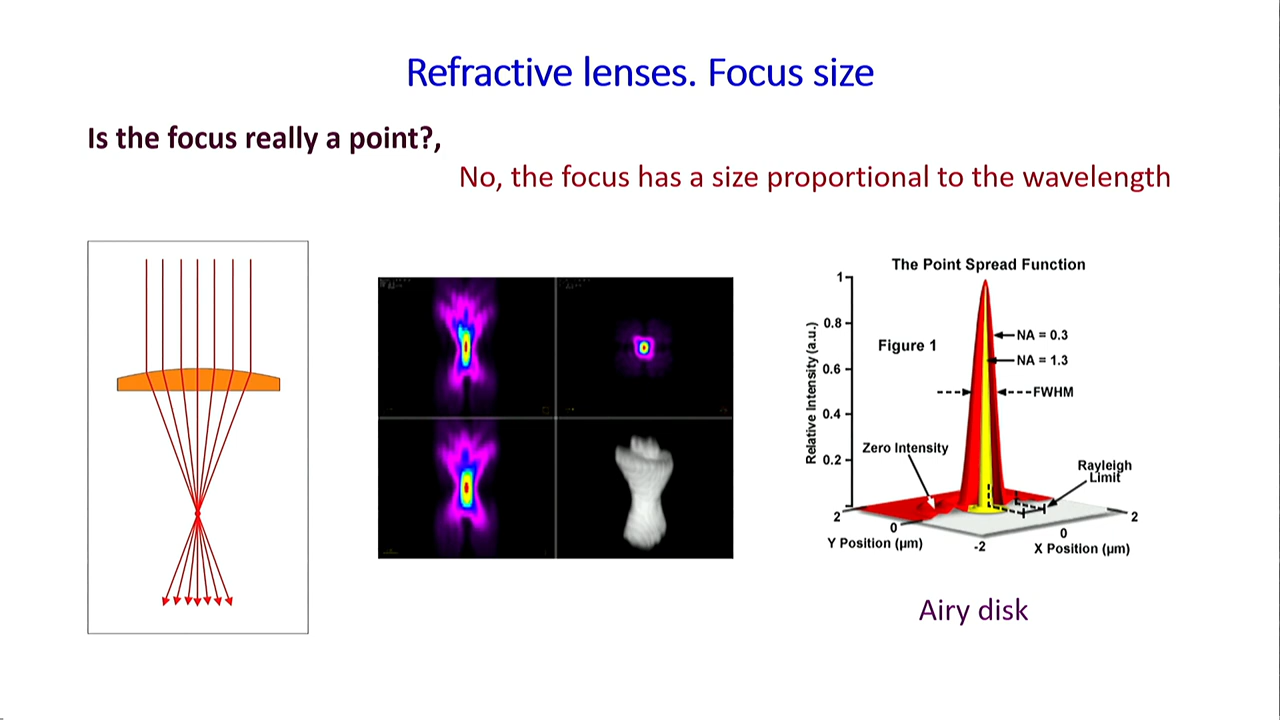 Refractive lenses. Focus size
Is the focus really a point?,
No, the focus has a size proportional to the wavelength
The Point Spread Function
1
0.8
0.6
0.4
0.2
Relative Intensity (a.u.)
Figure 1
NA = 0.3
NA = 1.3
FWHM
Zero Intensity
Rayleigh
Limit
2
0
-2
0
2
Y Position (µm)
X Position (µm)
Airy disk